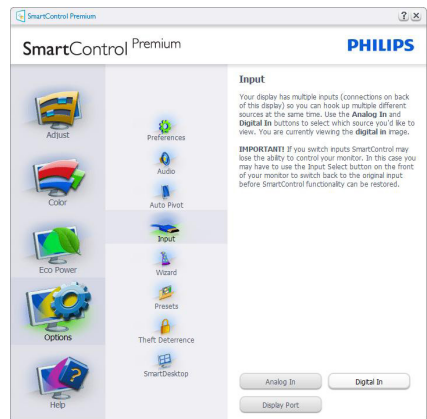 SmartControl Premium
? ×
SmartControl Premium
PHILIPS
Adjust
Color
Eco Power
Options
Help
Preferences
Audio
Auto Pivot
Input
Wizard
Presets
Theft Deterrence
SmartDesktop
Input
Your display has multiple inputs (connections on back
of this display) so you can hook up multiple different
sources at the same time. Use the Analog In and
Digital In buttons to select which source you'd like to
view. You are currently viewing the digital in image.
IMPORTANT! If you switch inputs SmartControl may
lose the ability to control your monitor. In this case you
may have to use the Input Select button on the front
of your monitor to switch back to the original input
before SmartControl functionality can be restored.
Analog In
Digital In
Display Port